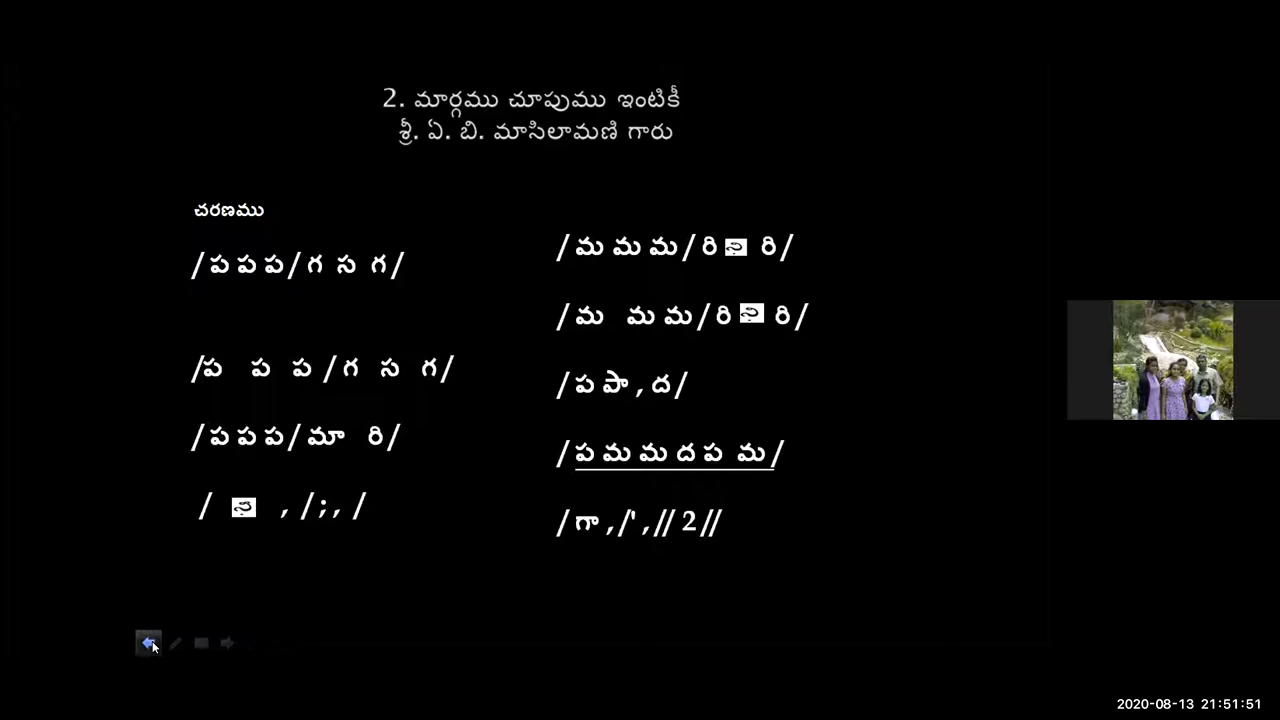 2. మార్గము చూపుము ఇంటికీ
శ్రీ. ఏ. బి. మాసిలామణి గారు
చరణము
/ప ప ప/గ స గ/
/ప ప ప /గ స గ/
/ప ప ప/మా రి/
/ నీ , /;, /
/మ మ మ/రి ని రి/
/మ మ మ/రి ని రి/
/ప పా , ద/
/ప మ మ ద ప మ/
/గా ,/' ,// 2//
2020-08-13 21:51:51